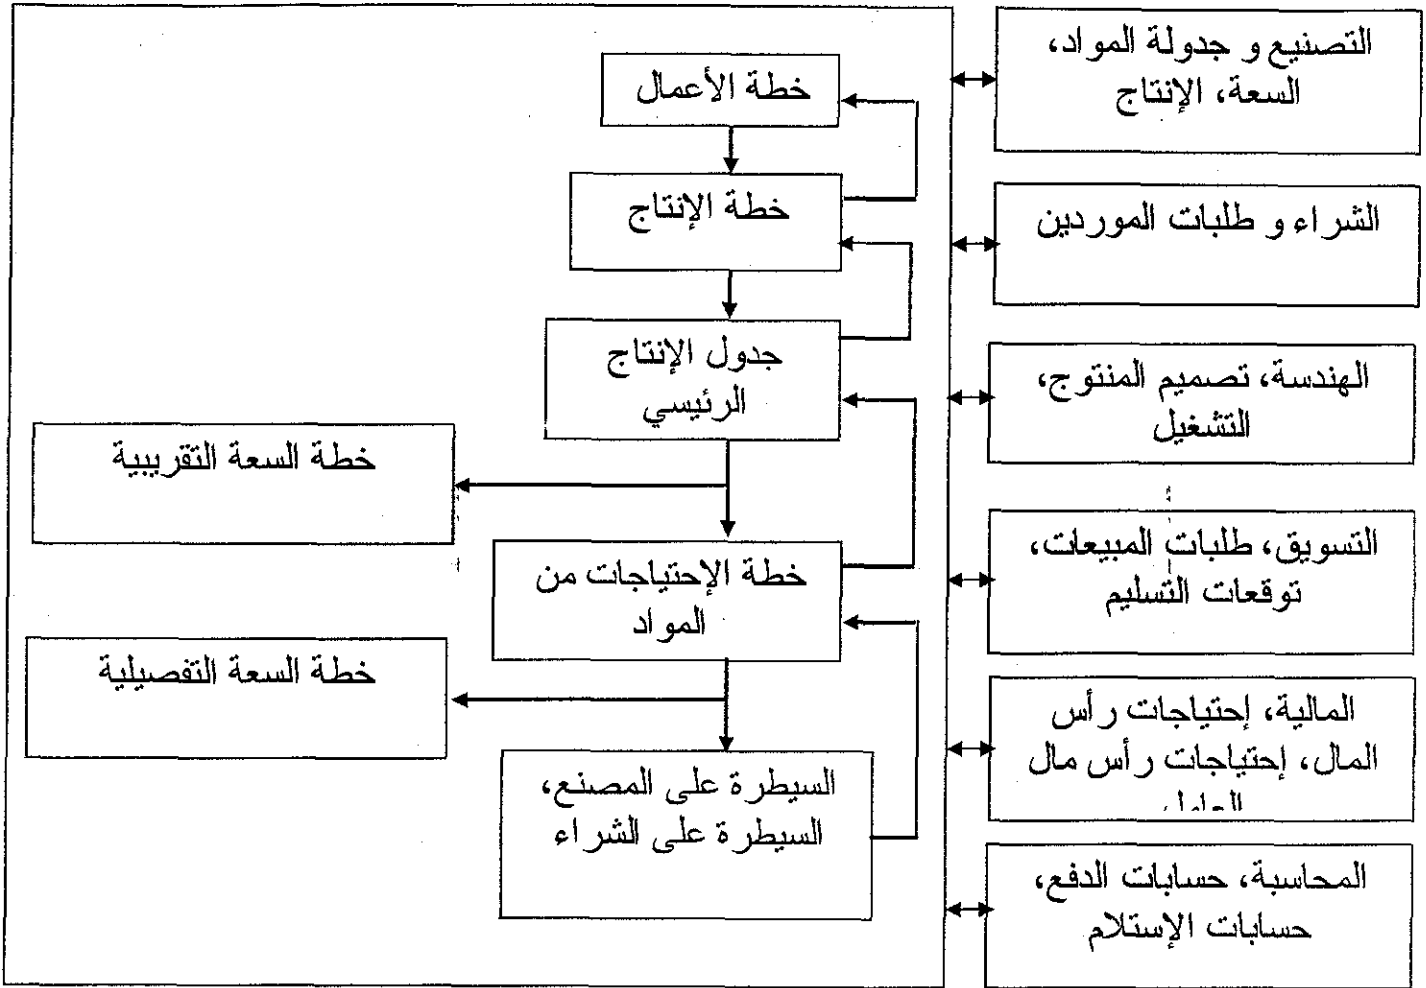 خطة الأعمال
خطة الإنتاج
جدول الإنتاج
الرئيسي
خطة السعة التقريبية
خطة الإحتياجات من
المواد
خطة السعة التفصيلية
السيطرة على المصنع،
السيطرة على الشراء
التصنيع و جدولة المواد،
السعة، الإنتاج
الشراء و طلبات الموردين
الهندسة، تصميم المنتوج،
التشغيل
التسويق، طلبات المبيعات،
توقعات التسليم
المالية، إحتياجات رأس
المال، إحتياجات رأس مال
المحاسبة، حسابات الدفع،
حسابات الإستلام